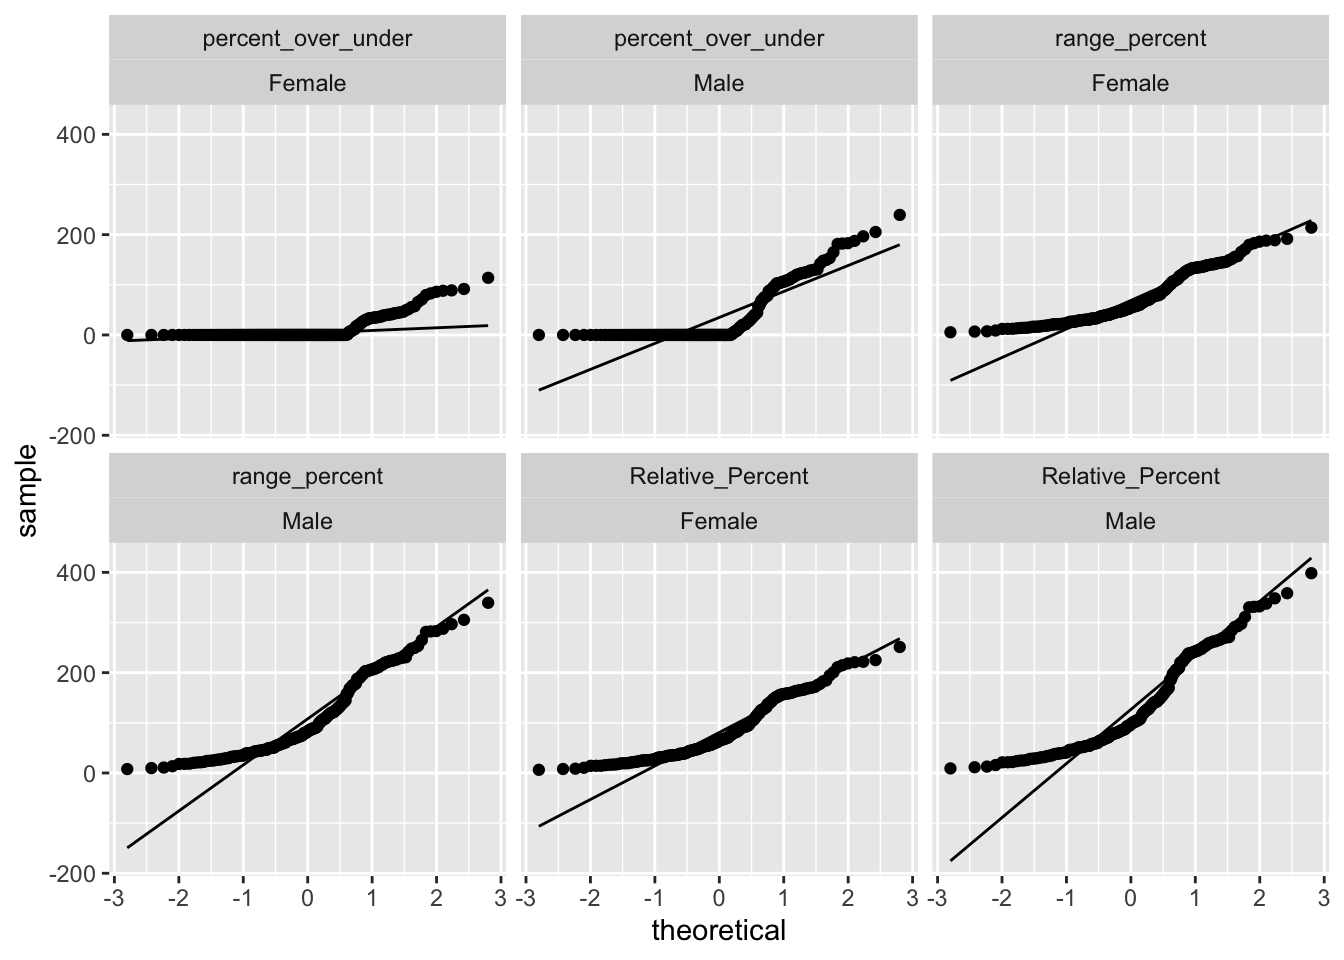 percent_over_under percent_over_under range_percent
Female Male Female
400
200
0
-200
range_percent Relative_Percent Relative_Percent
Male Female Male
400
200
0
-200
-3 -2 -1 0 1 2 3 -3 -2 -1 0 1 2 3 -3 -2 -1 0 1 2 3
theoretical
sample